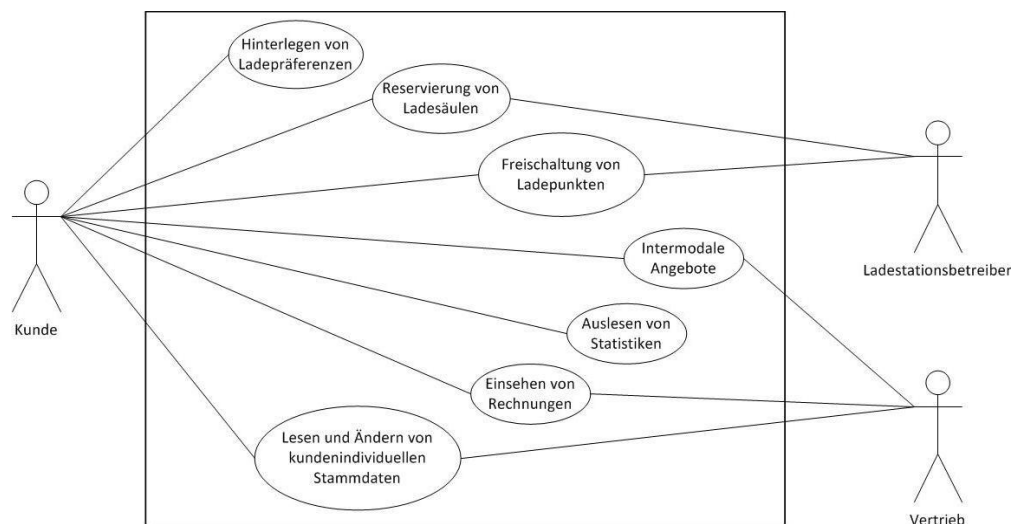 Hinterlegen von
Ladepräferenzen
Reservierung von
Ladesäulen
Freischaltung von
Ladepunkten
Intermodale
Angebote
Ladestationsbetreiber
Kunde
Auslesen von
Statistiken
Einsehen von
Rechnungen
Lesen und Ändern von
kundenindividuellen
Stammdaten
Vertrieb